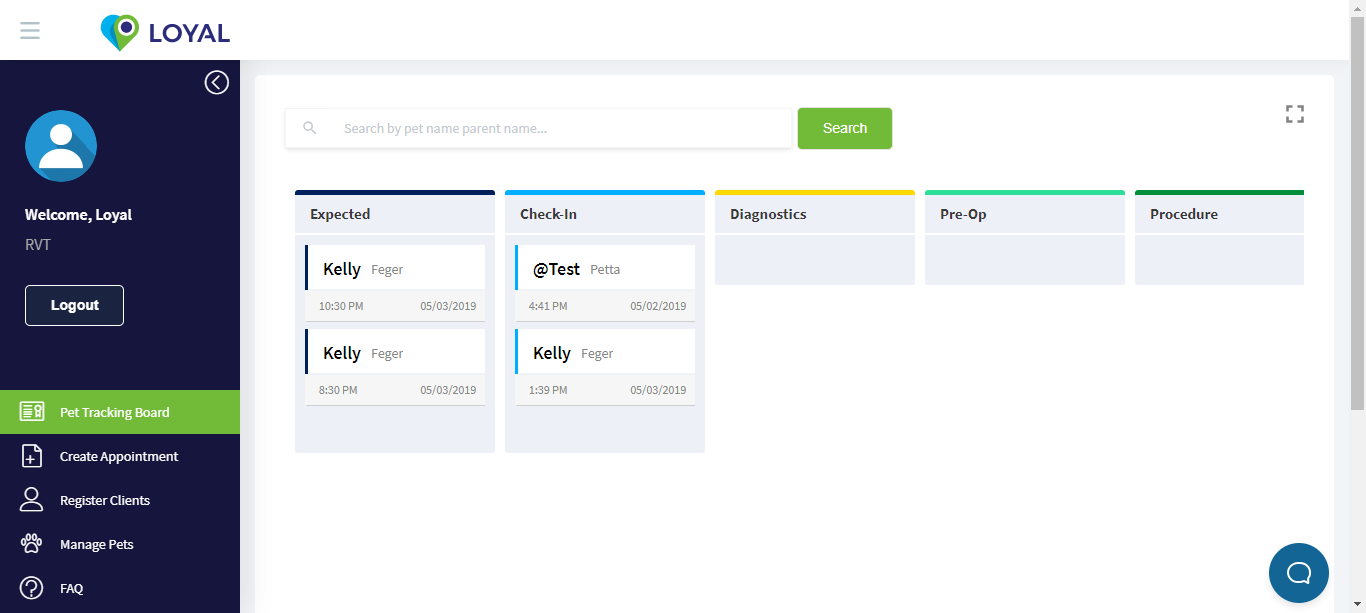 LOYAL
Welcome, Loyal
RVT
Logout
Pet Tracking Board
Create Appointment
Register Clients
Manage Pets
FAQ
Search by pet name parent name...
Search
Expected
Kelly Feger
10:30 PM 05/03/2019
Kelly Feger
8:30 PM 05/03/2019
Check-In
@Test Petta
4:41 PM 05/02/2019
Kelly Feger
1:39 PM 05/03/2019
Diagnostics
Pre-Op
Procedure